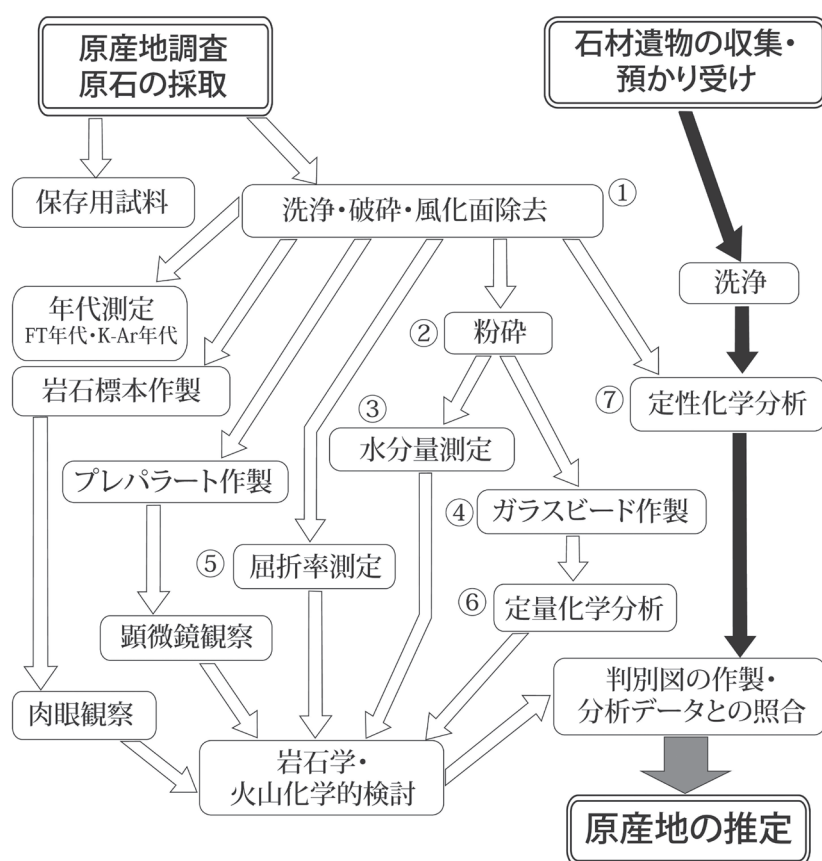 原産地調査
原石の採取
石材遺物の収集・
預かり受け
保存用試料
洗浄・破砕・風化面除去
①
洗浄
年代測定
FT年代・K-Ar年代
②
粉砕
岩石標本作製
⑦
定性化学分析
③
水分量測定
プレパラート作製
④
ガラスビード作製
⑤
屈折率測定
⑥
定量化学分析
顕微鏡観察
肉眼観察
判別図の作製・
分析データとの照合
岩石学・
火山化学的検討
原産地の推定